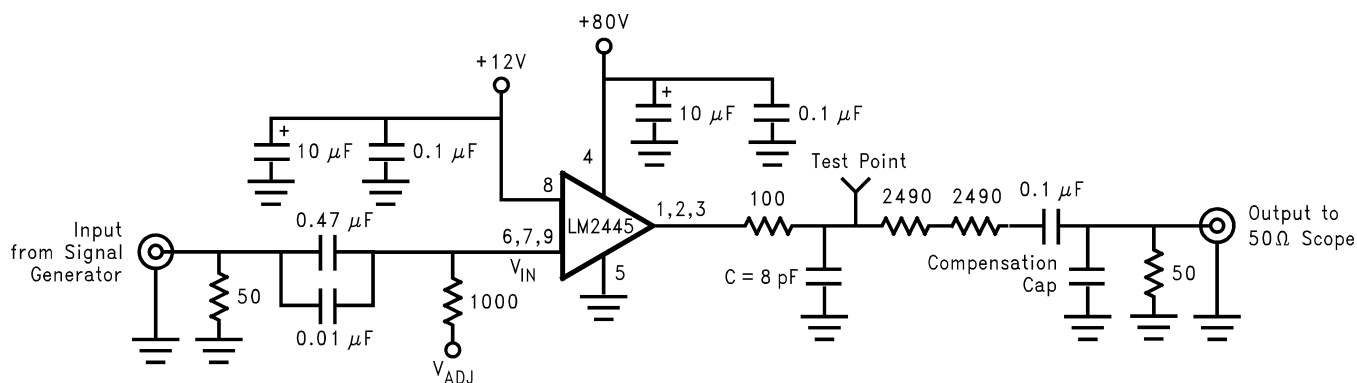 +80V
+12V
+
10 μF
0.1 μF
+
10 μF
0.1 μF
4
Test Point
8
0.47 μF
100
2490
2490
0.1 μF
1,2,3
LM2445
Input
from Signal
Generator
6,7,9
V_IN
5
Output to
50Ω Scope
50
1000
C = 8 pF
Compensation
Cap
50
0.01 μF
V_ADJ